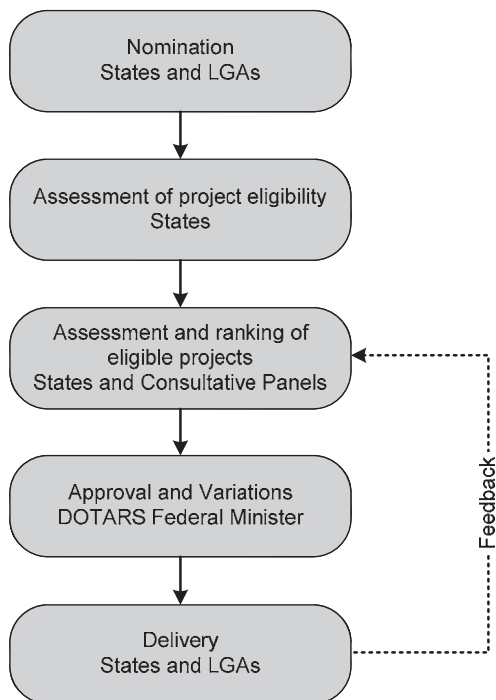 Nomination
States and LGAs
Assessment of project eligibility
States
Assessment and ranking of
eligible projects
States and Consultative Panels
Approval and Variations
DOTARS Federal Minister
Feedback
Delivery
States and LGAs